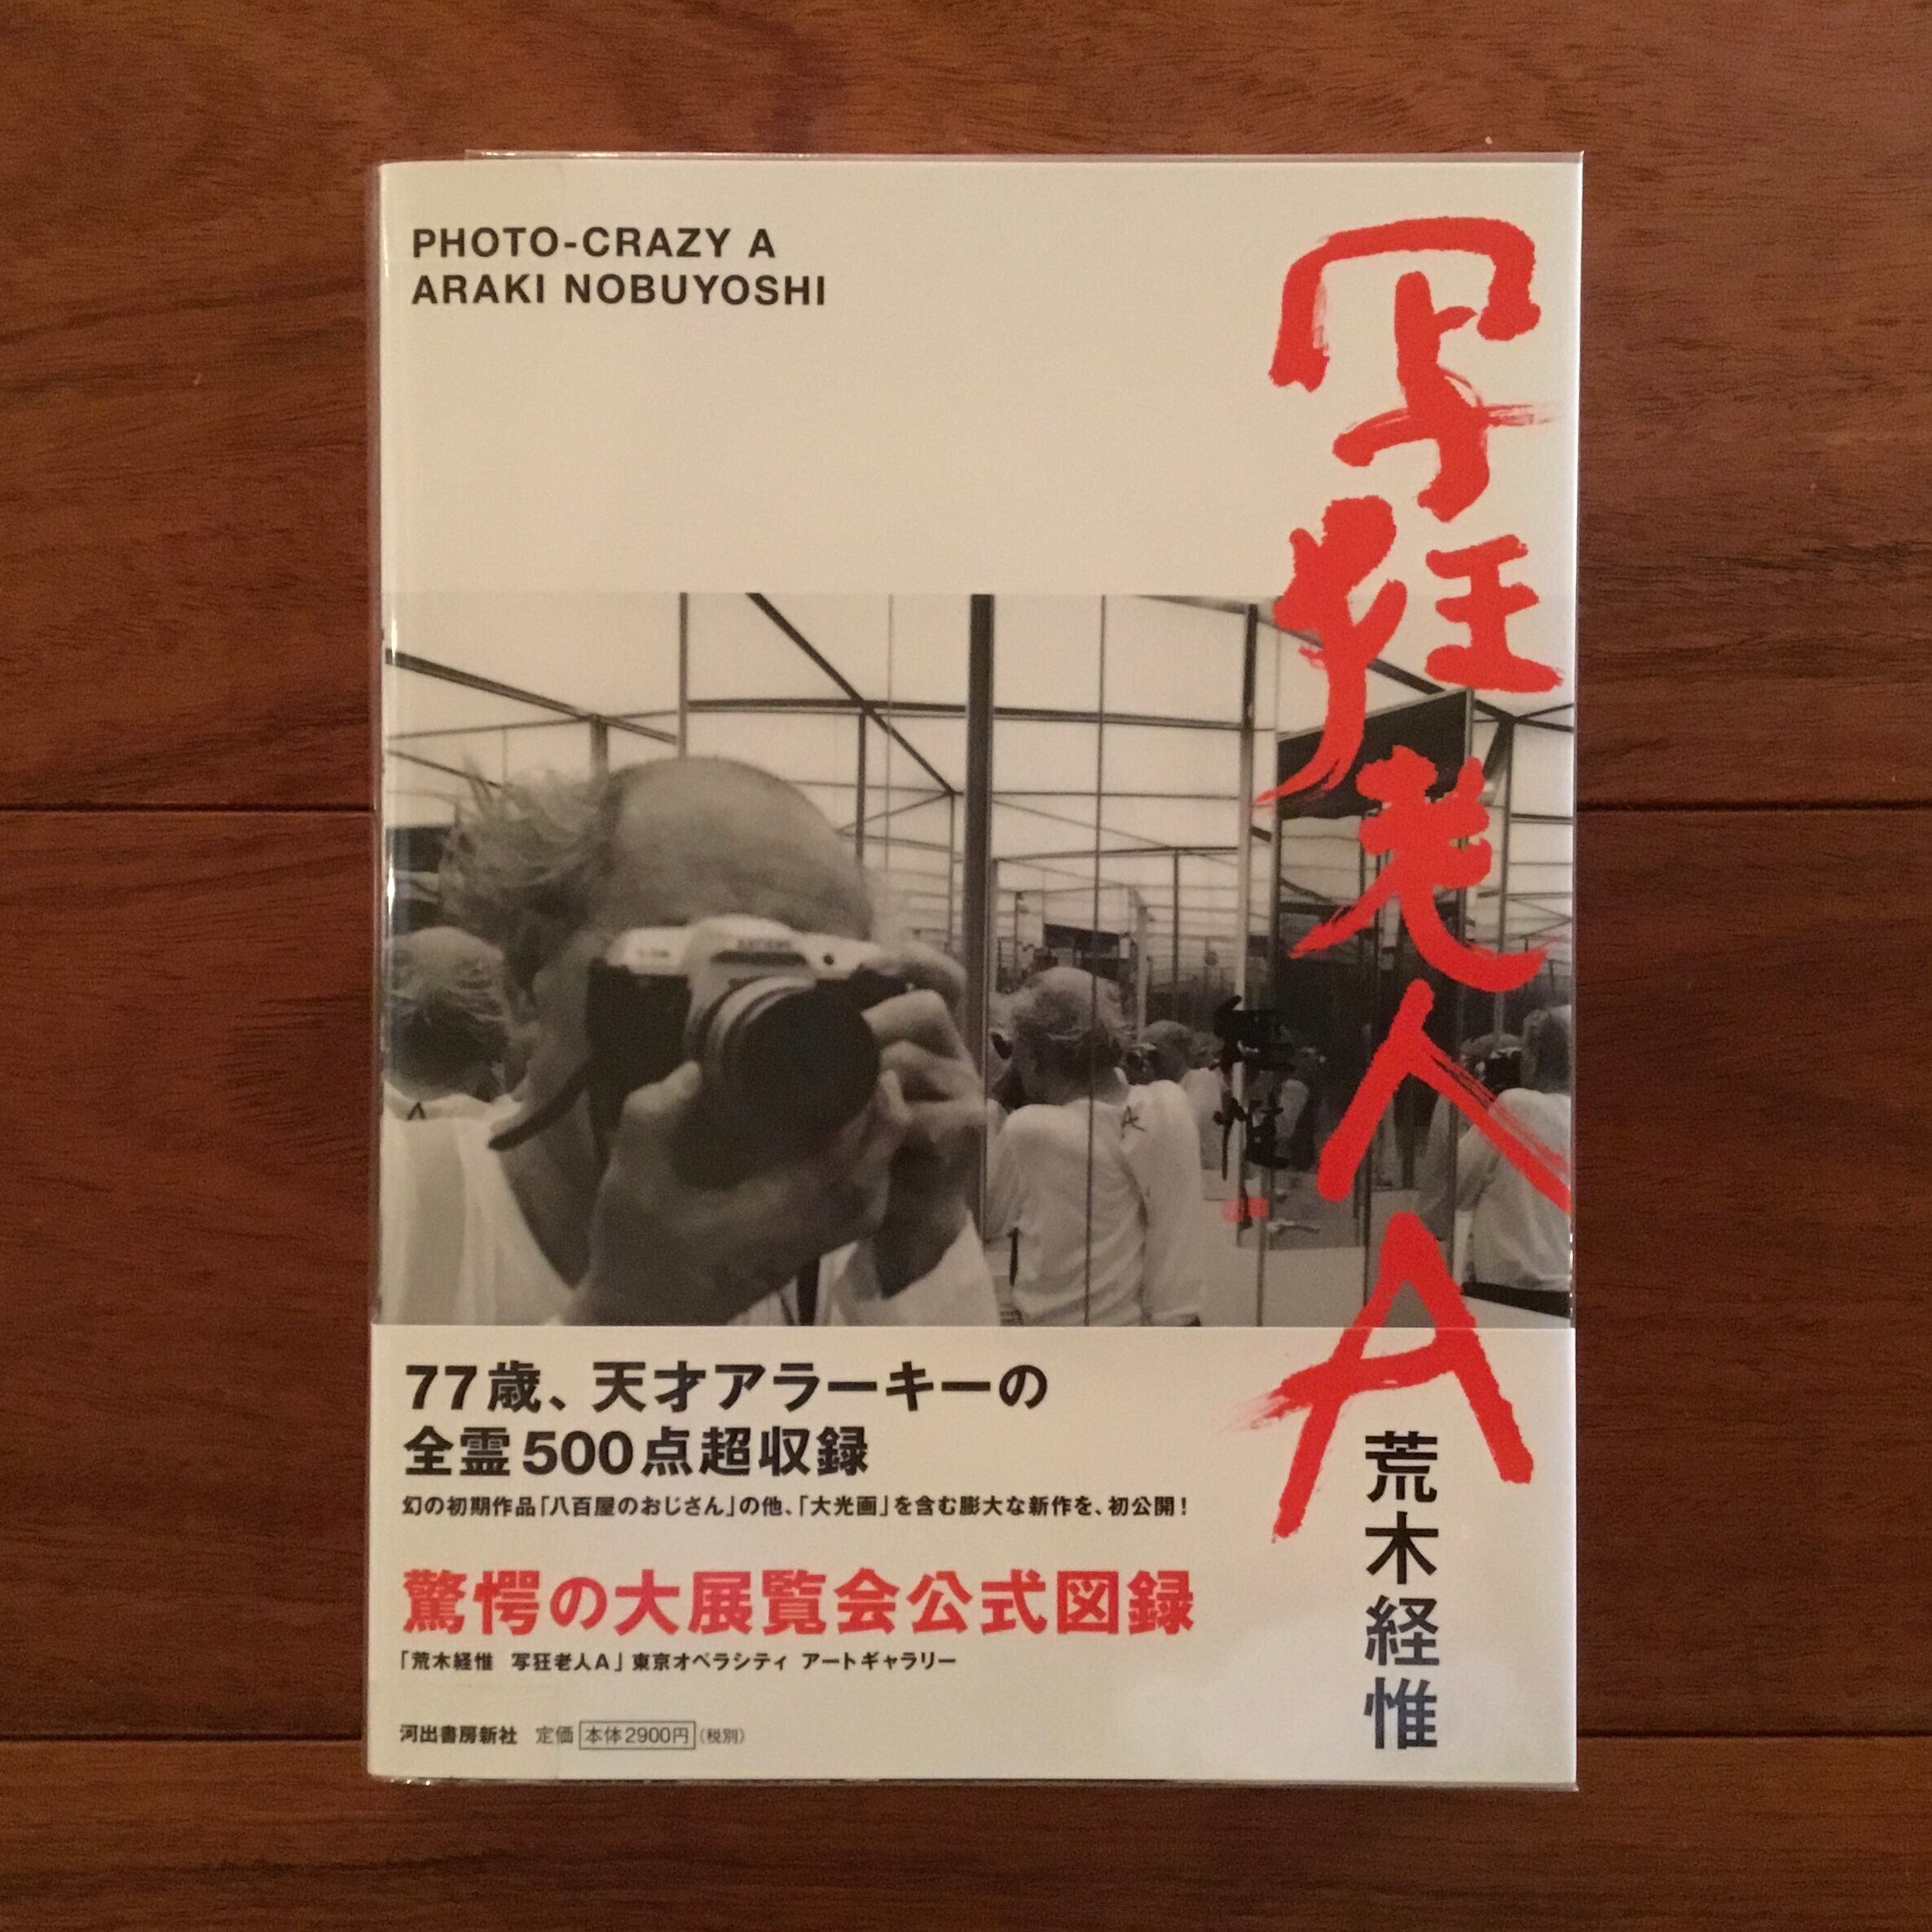 PHOTO-CRAZY A
ARAKI NOBUYOSHI
写狂老人A
経惟
A
77歳、天才アラーキーの
全霊500点超収録
幻の初期作品「八百屋のおじさん」の他、「大光画」を含む膨大な新作を、初公開！
驚愕の大展覧会公式図録
「荒木経惟 写狂老人A」東京オペラシティ アートギャラリー
河出書房新社 定価 本体2900円（税別）
荒木経惟